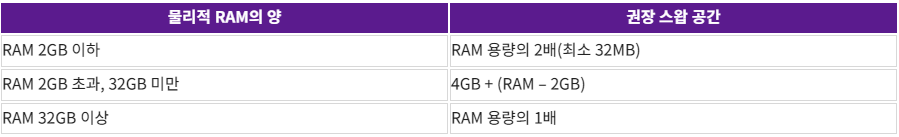 물리적 RAM의 양 권장 스왑 공간
RAM 2GB 이하 RAM 용량의 2배(최소 32MB)
RAM 2GB 초과, 32GB 미만 4GB + (RAM – 2GB)
RAM 32GB 이상 RAM 용량의 1배